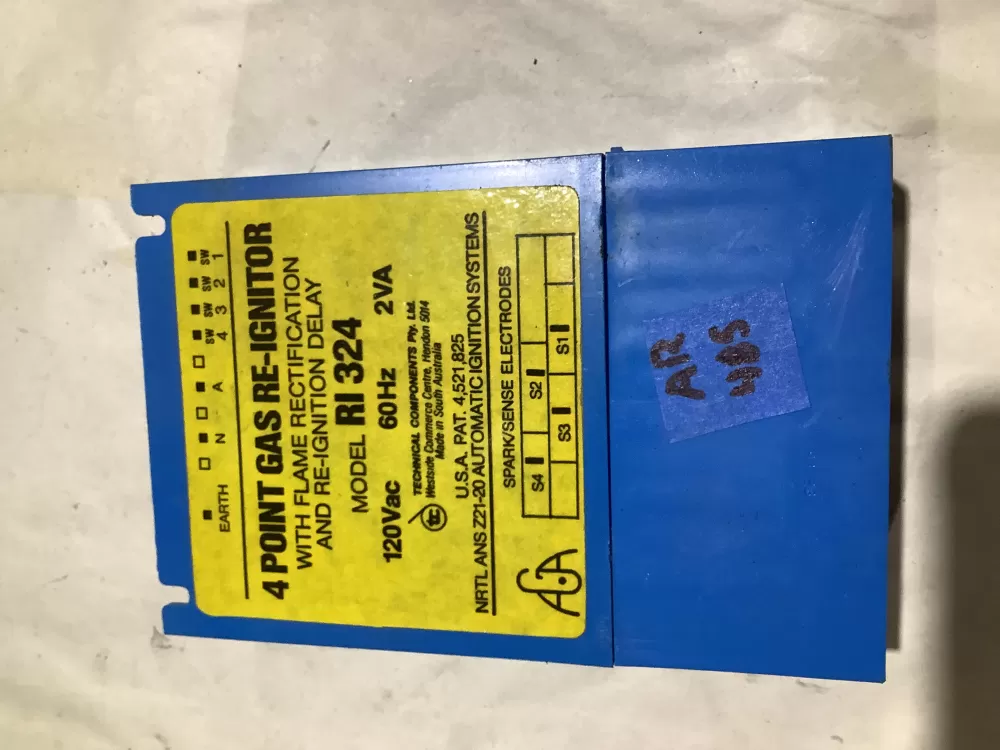 EARTH N A 4 3 2 1
SW SW SW SW
4 POINT GAS RE-IGNITOR
WITH FLAME RECTIFICATION
AND RE-IGNITION DELAY
MODEL RI 324
120Vac 60Hz 2VA
tc
TECHNICAL COMPONENTS Pty. Ltd.
Westside Commerce Centre, Hendon 5014
Made in South Australia
U.S.A. PAT. 4,521,825
NRTL ANS Z21-20 AUTOMATIC IGNITION SYSTEMS
SPARK/SENSE ELECTRODES
S4 S2
S3 S1
AGA
AR
485